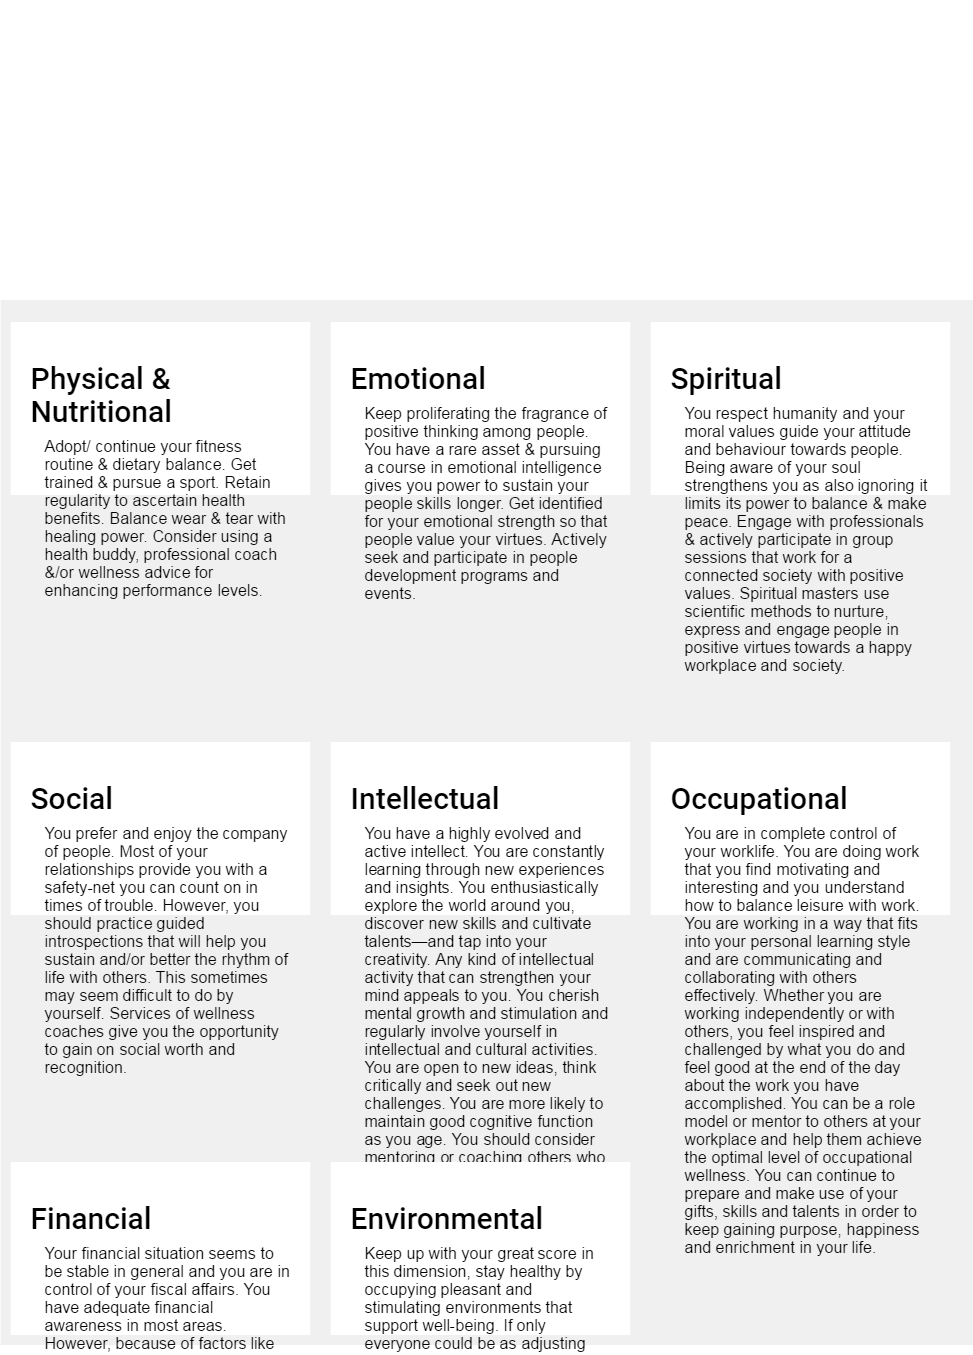 Physical &
Nutritional
Adopt/ continue your fitness
routine & dietary balance. Get
trained & pursue a sport. Retain
regularity to ascertain health
benefits. Balance wear & tear with
healing power. Consider using a
health buddy, professional coach
&/or wellness advice for
enhancing performance levels.
Emotional
Keep proliferating the fragrance of
positive thinking among people.
You have a rare asset & pursuing
a course in emotional intelligence
gives you power to sustain your
people skills longer. Get identified
for your emotional strength so that
people value your virtues. Actively
seek and participate in people
development programs and
events.
Spiritual
You respect humanity and your
moral values guide your attitude
and behaviour towards people.
Being aware of your soul
strengthens you as also ignoring it
limits its power to balance & make
peace. Engage with professionals
& actively participate in group
sessions that work for a
connected society with positive
values. Spiritual masters use
scientific methods to nurture,
express and engage people in
positive virtues towards a happy
workplace and society.
Social
You prefer and enjoy the company
of people. Most of your
relationships provide you with a
safety-net you can count on in
times of trouble. However, you
should practice guided
introspections that will help you
sustain and/or better the rhythm of
life with others. This sometimes
may seem difficult to do by
yourself. Services of wellness
coaches give you the opportunity
to gain on social worth and
recognition.
Intellectual
You have a highly evolved and
active intellect. You are constantly
learning through new experiences
and insights. You enthusiastically
explore the world around you,
discover new skills and cultivate
talents—and tap into your
creativity. Any kind of intellectual
activity that can strengthen your
mind appeals to you. You cherish
mental growth and stimulation and
regularly involve yourself in
intellectual and cultural activities.
You are open to new ideas, think
critically and seek out new
challenges. You are more likely to
maintain good cognitive function
as you age. You should consider
mentoring or coaching others who
Occupational
You are in complete control of
your worklife. You are doing work
that you find motivating and
interesting and you understand
how to balance leisure with work.
You are working in a way that fits
into your personal learning style
and are communicating and
collaborating with others
effectively. Whether you are
working independently or with
others, you feel inspired and
challenged by what you do and
feel good at the end of the day
about the work you have
accomplished. You can be a role
model or mentor to others at your
workplace and help them achieve
the optimal level of occupational
wellness. You can continue to
prepare and make use of your
gifts, skills and talents in order to
keep gaining purpose, happiness
and enrichment in your life.
Financial
Your financial situation seems to
be stable in general and you are in
control of your fiscal affairs. You
have adequate financial
awareness in most areas.
However, because of factors like
Environmental
Keep up with your great score in
this dimension, stay healthy by
occupying pleasant and
stimulating environments that
support well-being. If only
everyone could be as adjusting